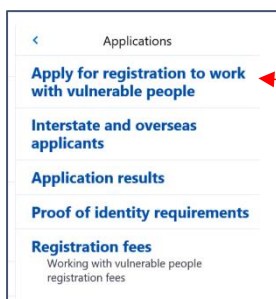 Applications
Apply for registration to work
with vulnerable people
Interstate and overseas
applicants
Application results
Proof of identity requirements
Registration fees
Working with vulnerable people
registration fees